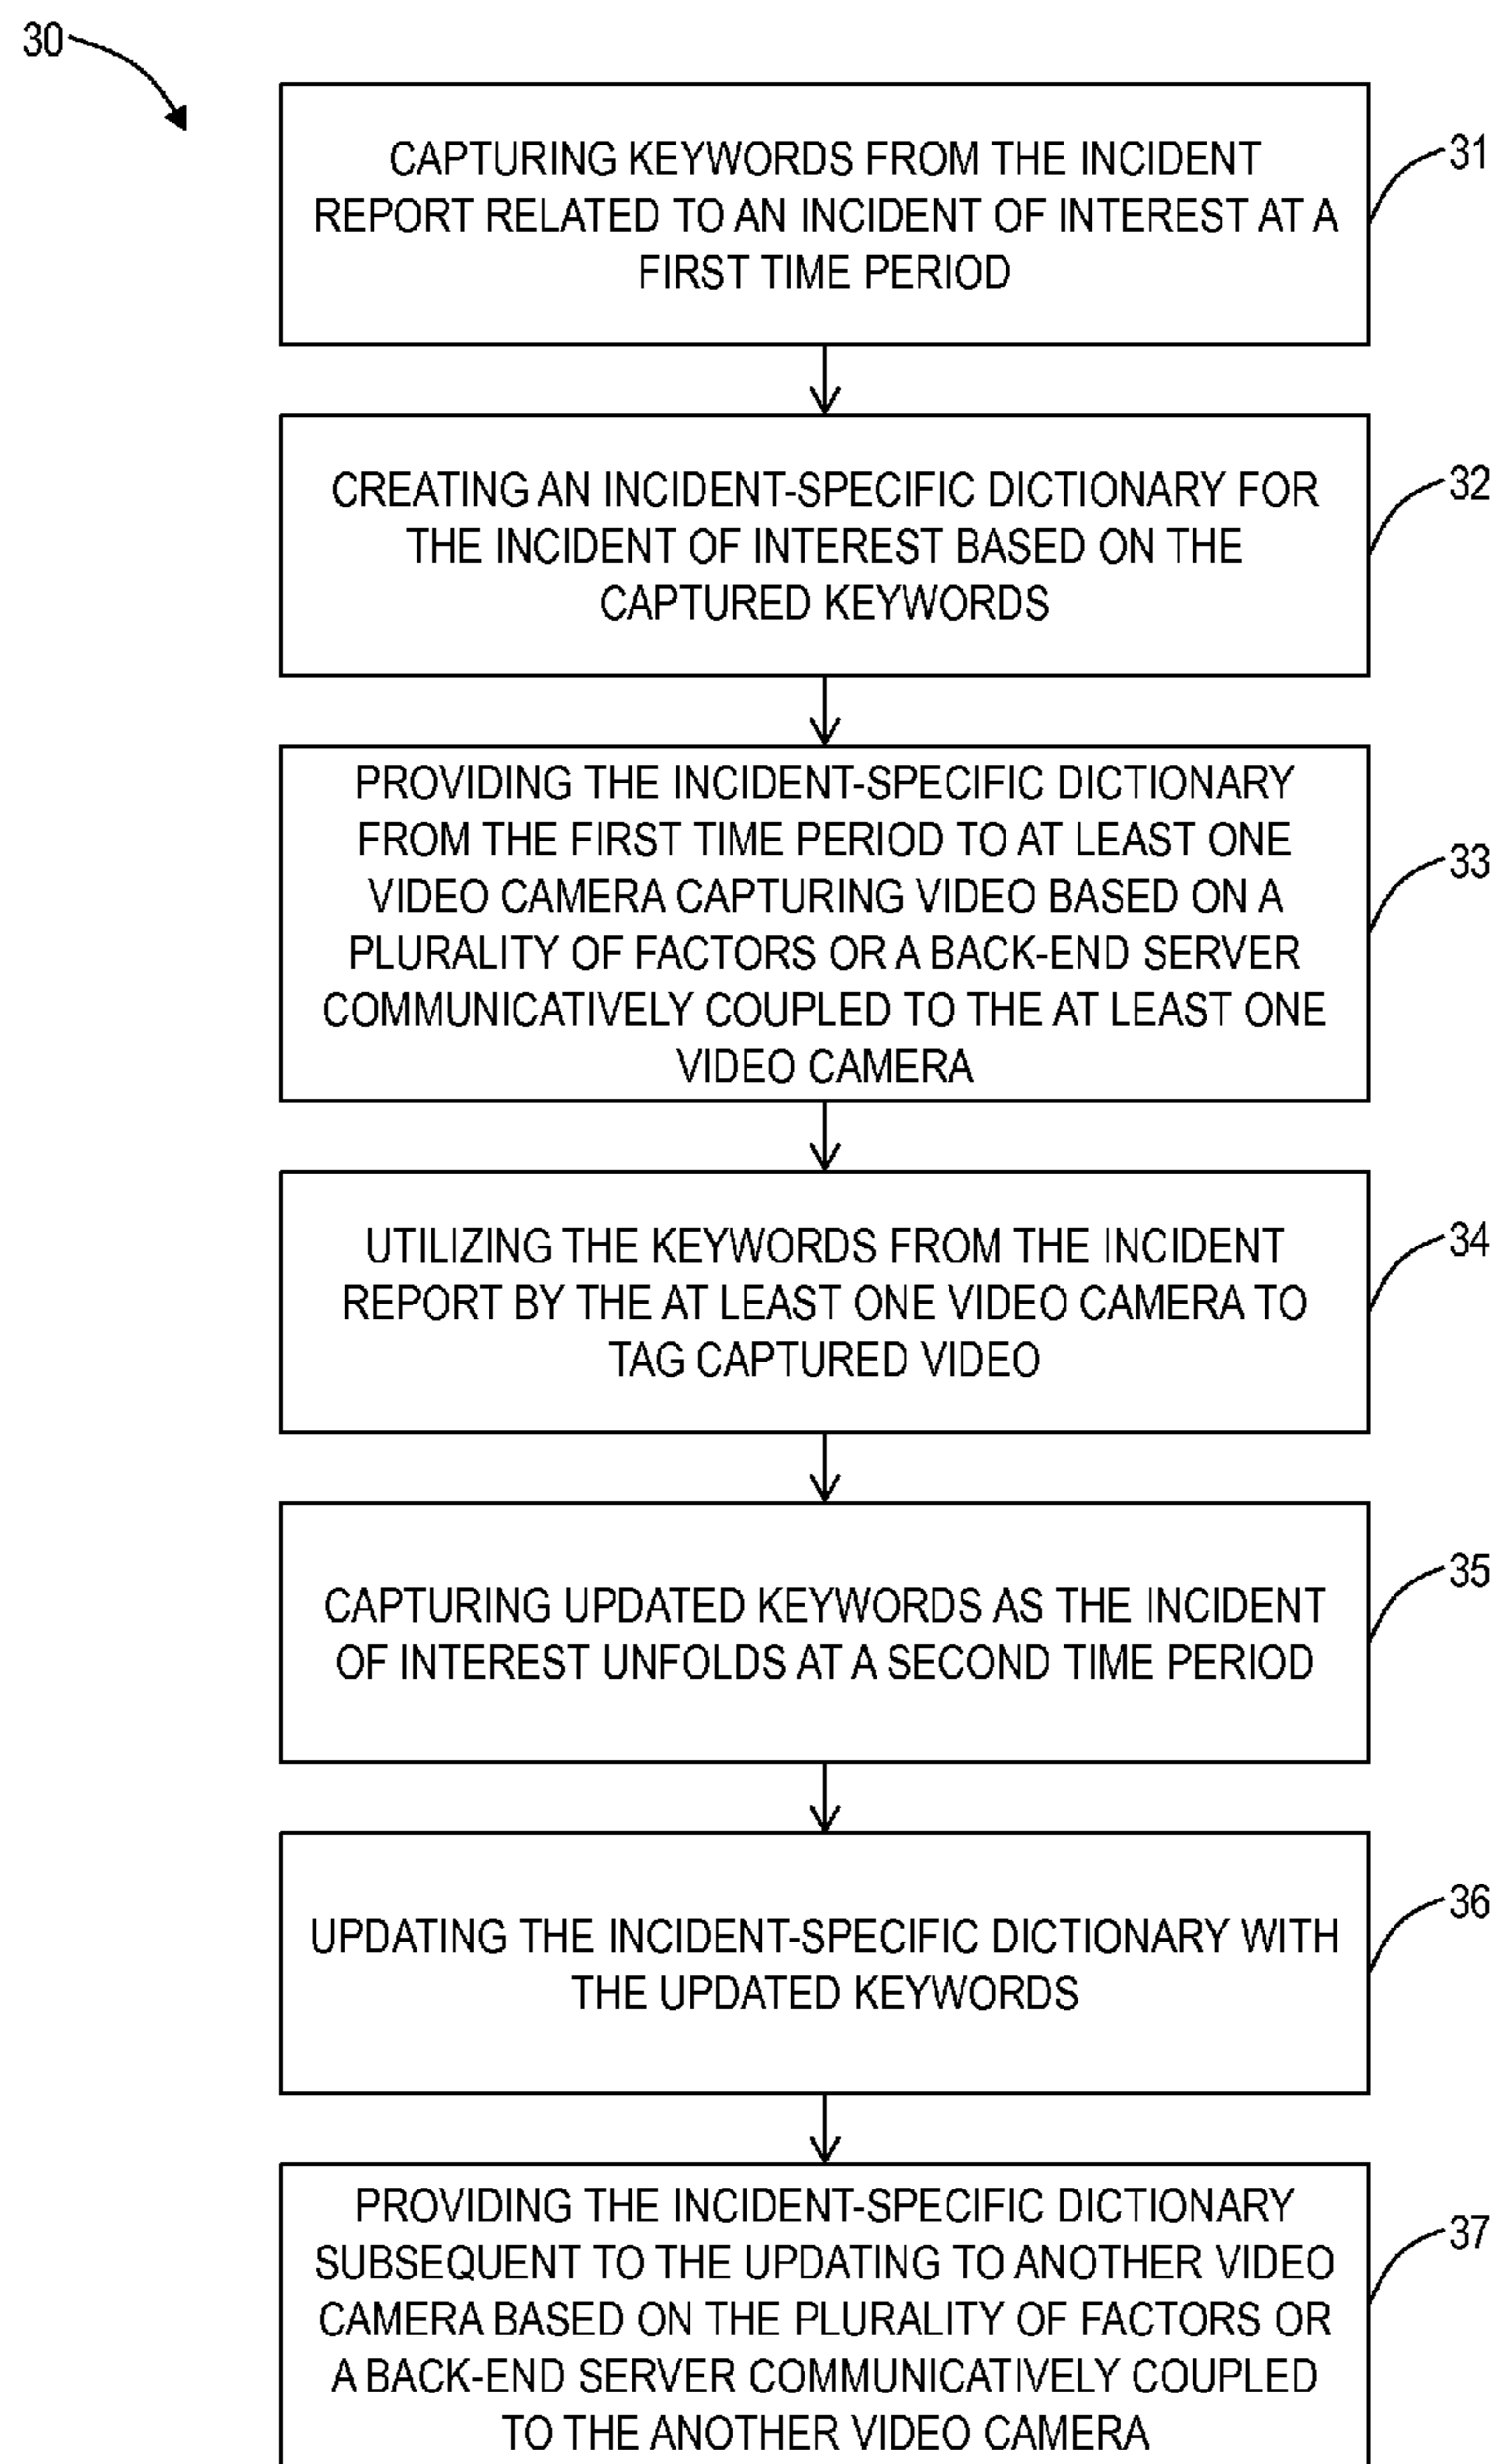 30
CAPTURING KEYWORDS FROM THE INCIDENT
REPORT RELATED TO AN INCIDENT OF INTEREST AT A
FIRST TIME PERIOD
31
CREATING AN INCIDENT-SPECIFIC DICTIONARY FOR
THE INCIDENT OF INTEREST BASED ON THE
CAPTURED KEYWORDS
32
PROVIDING THE INCIDENT-SPECIFIC DICTIONARY
FROM THE FIRST TIME PERIOD TO AT LEAST ONE
VIDEO CAMERA CAPTURING VIDEO BASED ON A
PLURALITY OF FACTORS OR A BACK-END SERVER
COMMUNICATIVELY COUPLED TO THE AT LEAST ONE
VIDEO CAMERA
33
UTILIZING THE KEYWORDS FROM THE INCIDENT
REPORT BY THE AT LEAST ONE VIDEO CAMERA TO
TAG CAPTURED VIDEO
34
CAPTURING UPDATED KEYWORDS AS THE INCIDENT
OF INTEREST UNFOLDS AT A SECOND TIME PERIOD
35
UPDATING THE INCIDENT-SPECIFIC DICTIONARY WITH
THE UPDATED KEYWORDS
36
PROVIDING THE INCIDENT-SPECIFIC DICTIONARY
SUBSEQUENT TO THE UPDATING TO ANOTHER VIDEO
CAMERA BASED ON THE PLURALITY OF FACTORS OR
A BACK-END SERVER COMMUNICATIVELY COUPLED
TO THE ANOTHER VIDEO CAMERA
37